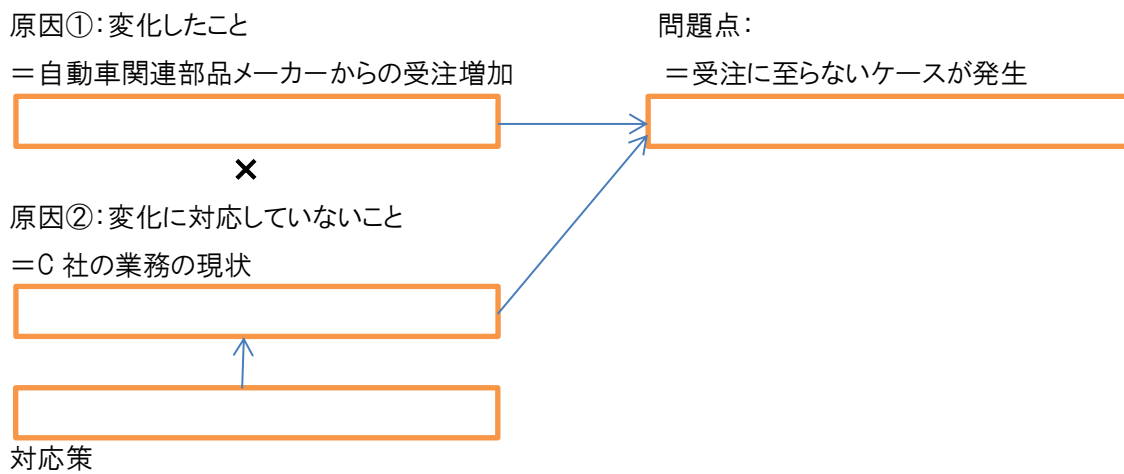 原因①：変化したこと
＝自動車関連部品メーカーからの受注増加
問題点：
＝受注に至らないケースが発生
×
原因②：変化に対応していないこと
＝C 社の業務の現状
対応策